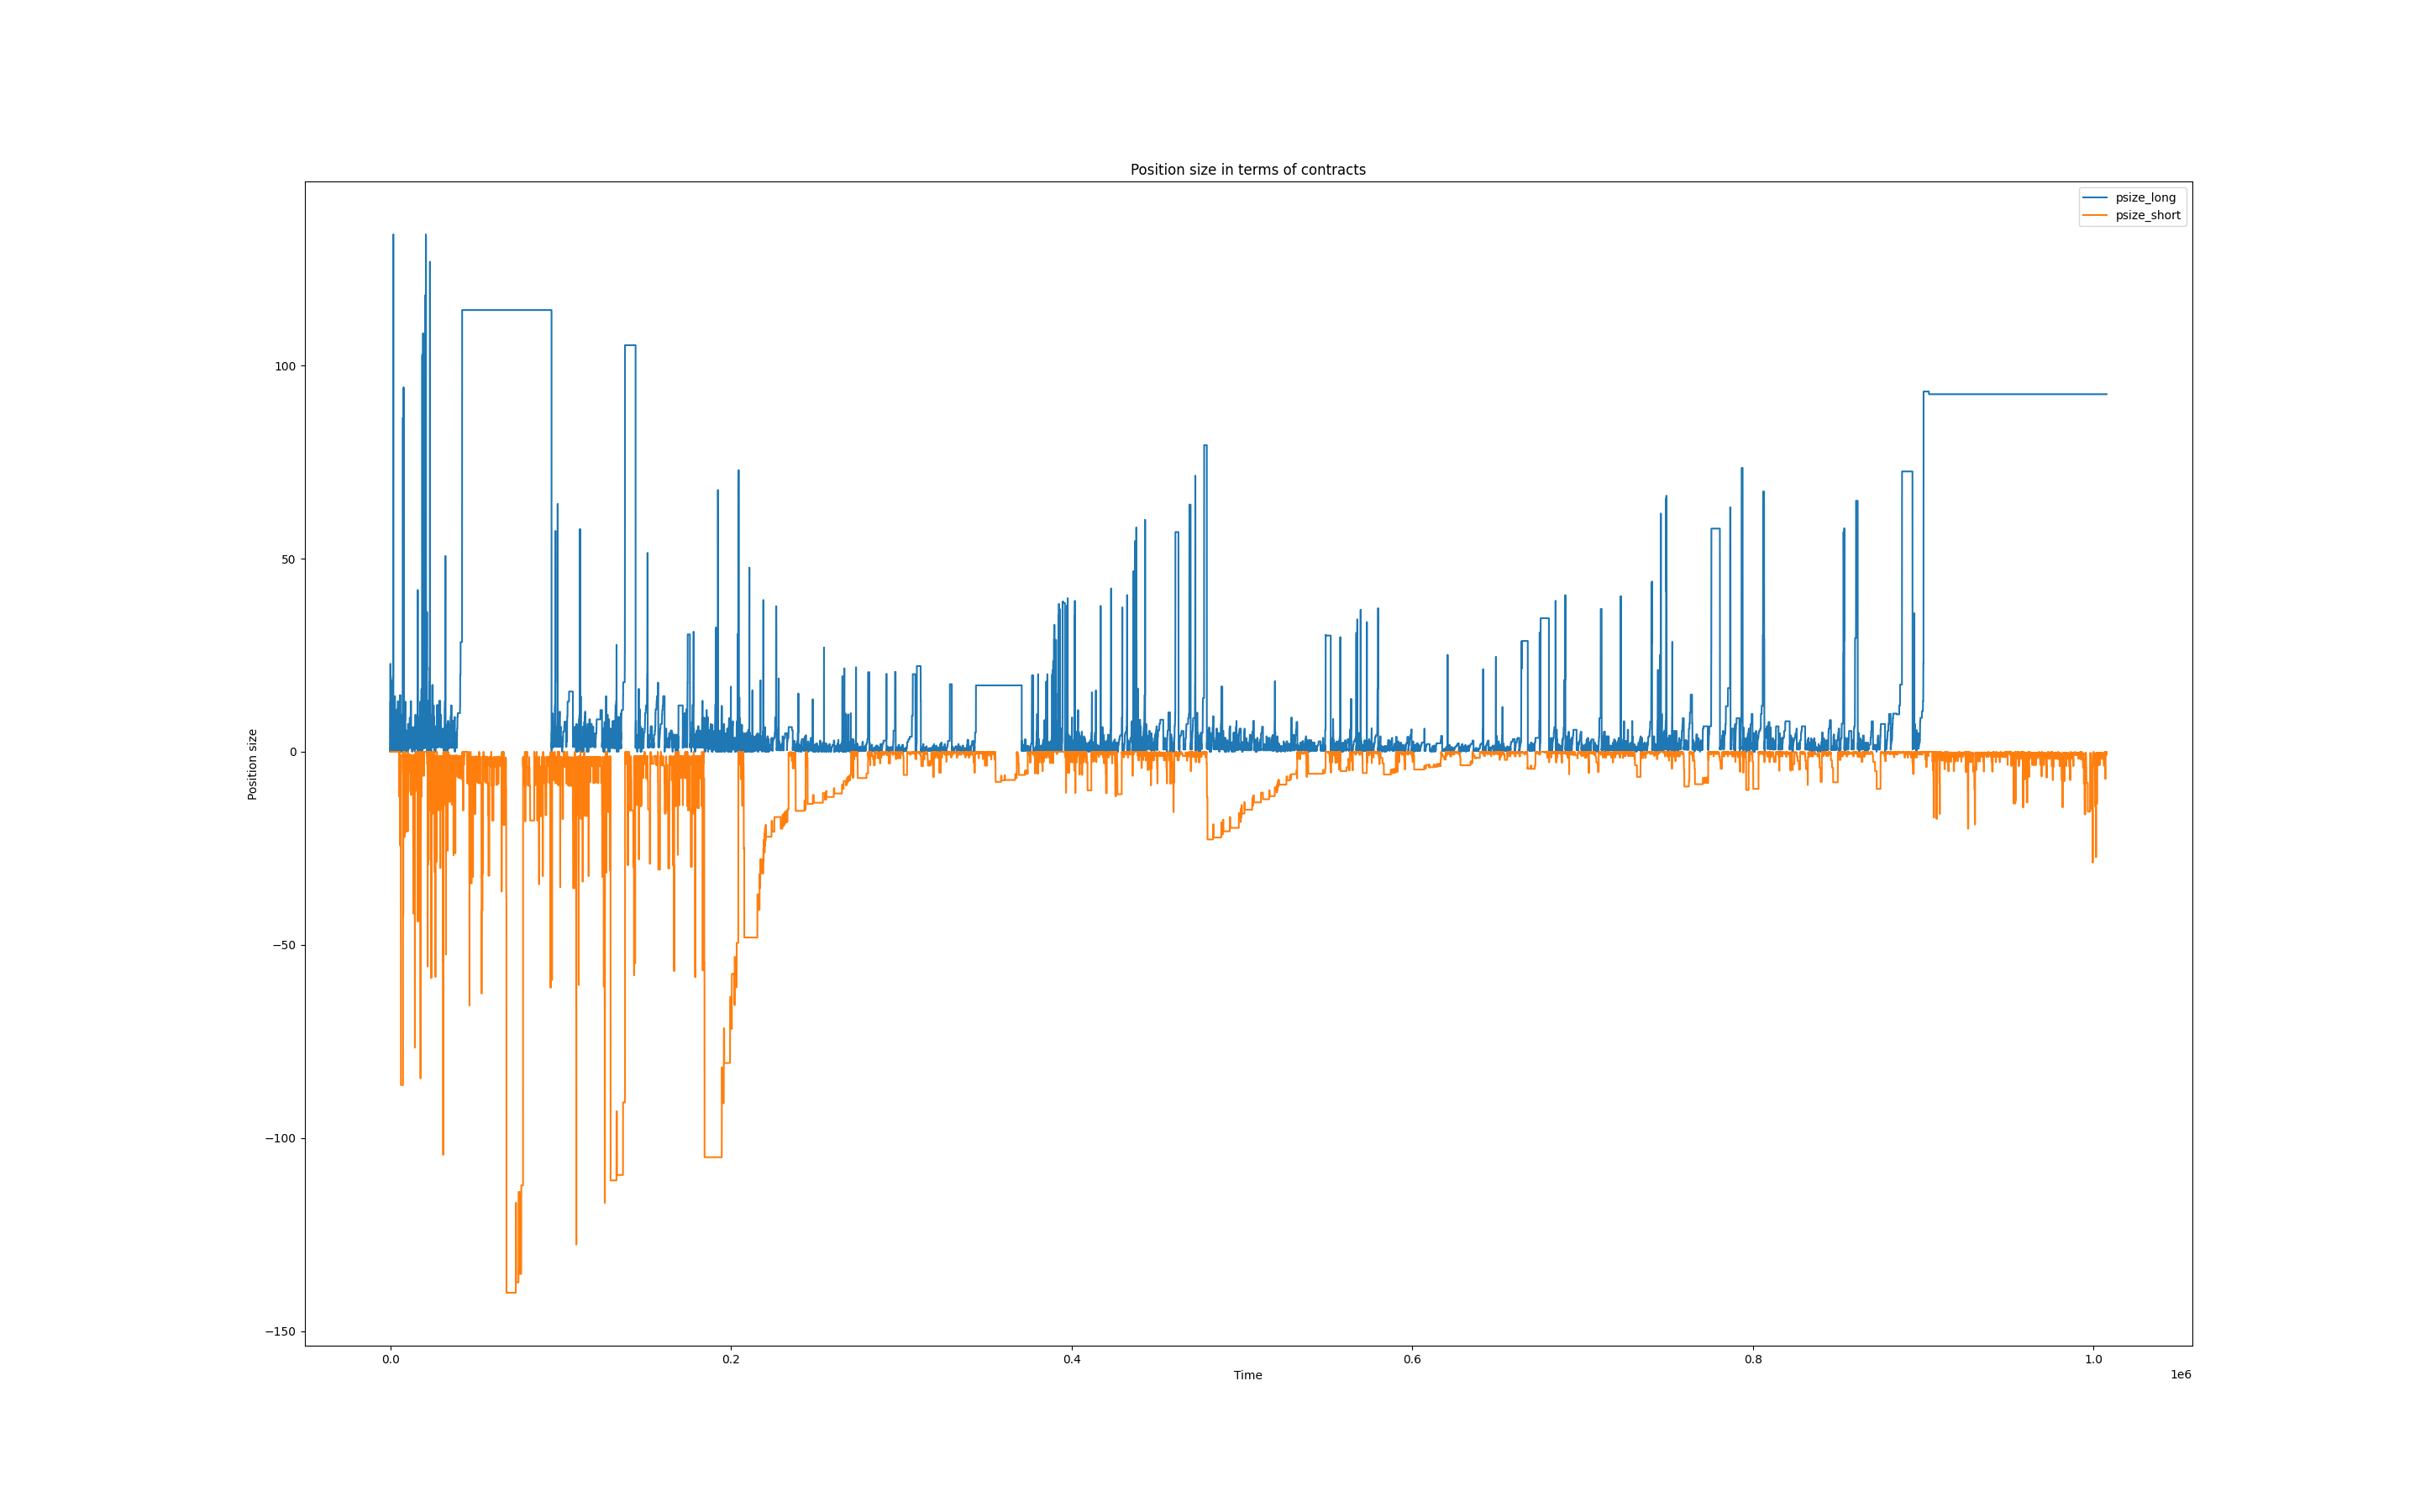 Position size in terms of contracts
psize_long
psize_short
Position size
100
50
0
−50
−100
−150
0.0
0.2
0.4
0.6
0.8
1.0
Time
1e6